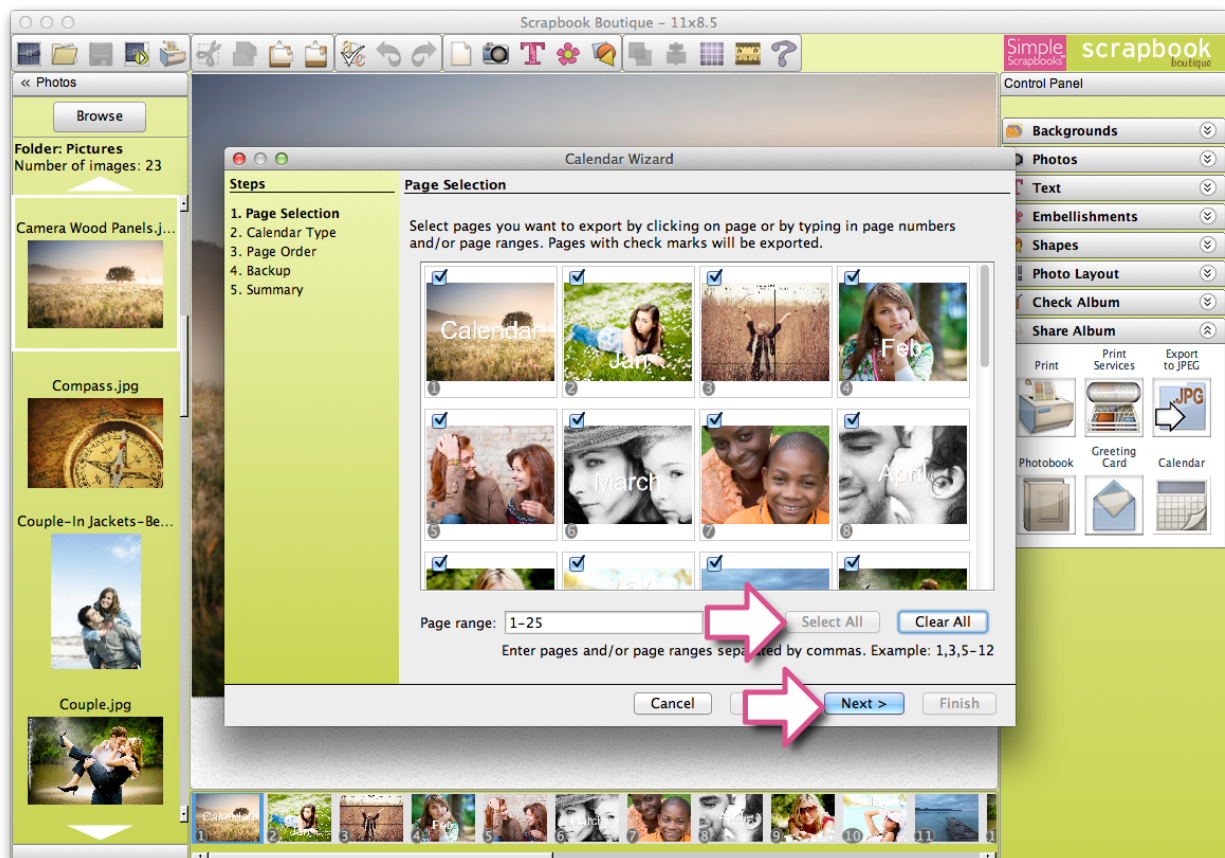 Scrapbook Boutique - 11x8.5
Simple
Scrapbooks
scrapbook
boutique
« Photos
Browse
Folder: Pictures
Number of images: 23
Camera Wood Panels.j...
Compass.jpg
Couple-In Jackets-Be...
Couple.jpg
Calendar Wizard
Steps
1. Page Selection
2. Calendar Type
3. Page Order
4. Backup
5. Summary
Page Selection
Select pages you want to export by clicking on page or by typing in page numbers
and/or page ranges. Pages with check marks will be exported.
Calendar
Jan
Feb
1
2
3
4
March
April
5
6
7
8
May
Page range: 1-25
Select All
Clear All
Enter pages and/or page ranges separated by commas. Example: 1,3,5-12
Cancel
Next >
Finish
Control Panel
Backgrounds
Photos
Text
Embellishments
Shapes
Photo Layout
Check Album
Share Album
Print
Print
Services
Export
to JPEG
JPG
Photobook
Greeting
Card
Calendar
Calendar
Jan
Feb
March
April
1
2
3
4
5
6
7
8
9
10
11
1